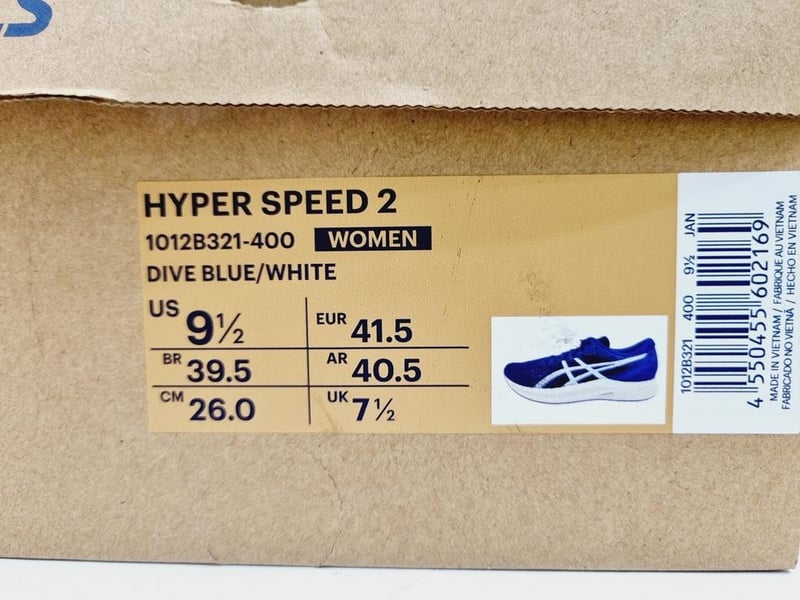 S
HYPER SPEED 2
1012B321-400 WOMEN
DIVE BLUE/WHITE
US 9½ EUR 41.5
BR 39.5 AR 40.5
CM 26.0 UK 7½
1012B321 400 9½ JAN
4 550455 602169
MADE IN VIETNAM / FABRIQUE AU VIETNAM
FABRICADO NO VIETNÃ / HECHO EN VIETNAM